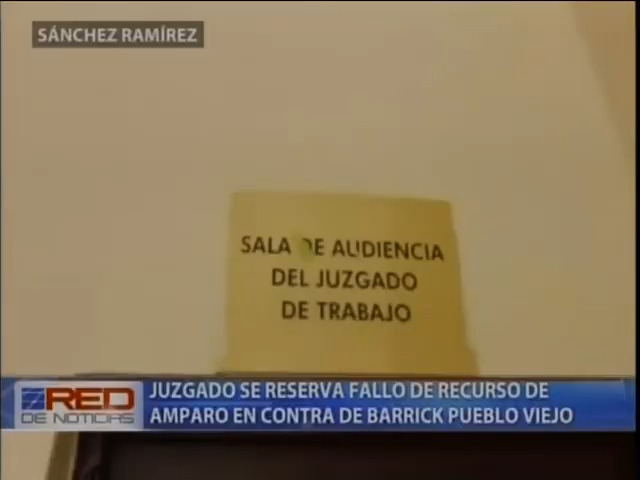 SÁNCHEZ RAMÍREZ
SALA DE AUDIENCIA
DEL JUZGADO
DE TRABAJO
RED
DE NOTICIAS
JUZGADO SE RESERVA FALLO DE RECURSO DE
AMPARO EN CONTRA DE BARRICK PUEBLO VIEJO